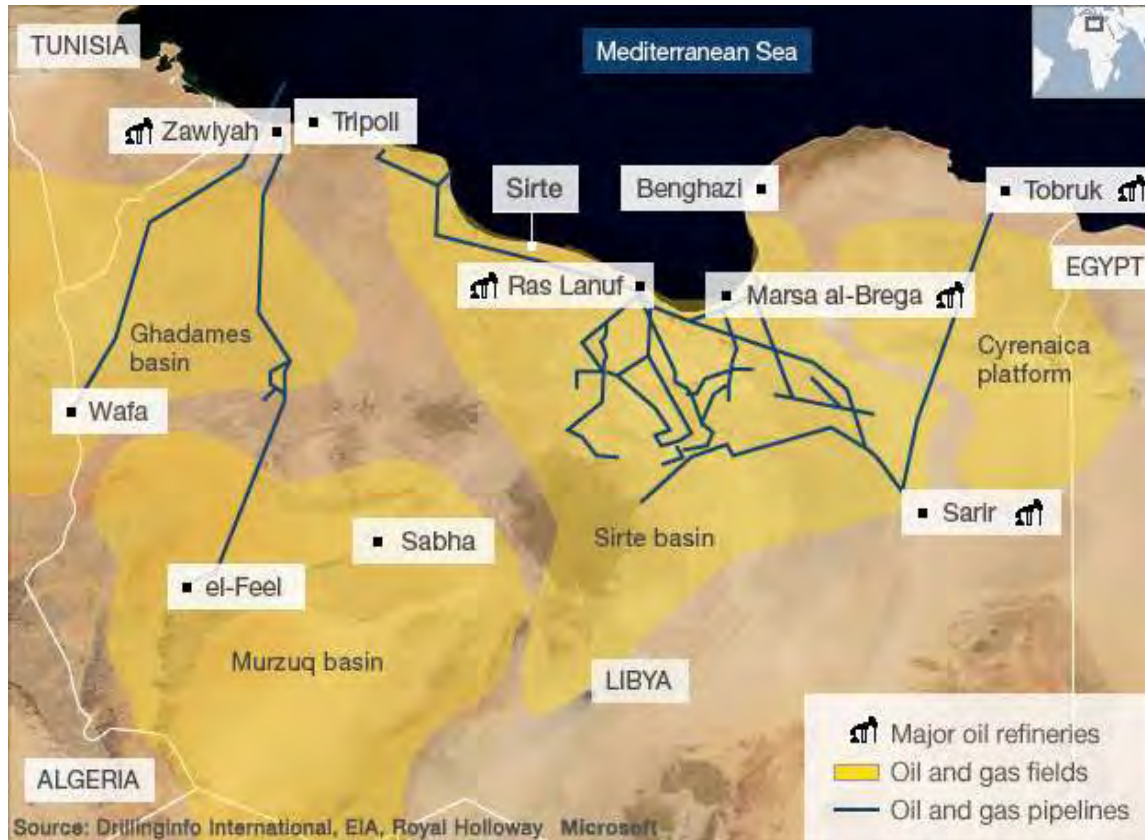 TUNISIA
Mediterranean Sea
Zawiyah
Tripoli
Sirte
Benghazi
Tobruk
EGYPT
Ras Lanuf
Marsa al-Brega
Ghadames
basin
Cyrenaica
platform
Wafa
Sarir
Sabha
Sirte basin
el-Feel
Murzuq basin
LIBYA
ALGERIA
Major oil refineries
Oil and gas fields
Oil and gas pipelines
Source: Drillinginfo International, EIA, Royal Holloway Microsoft